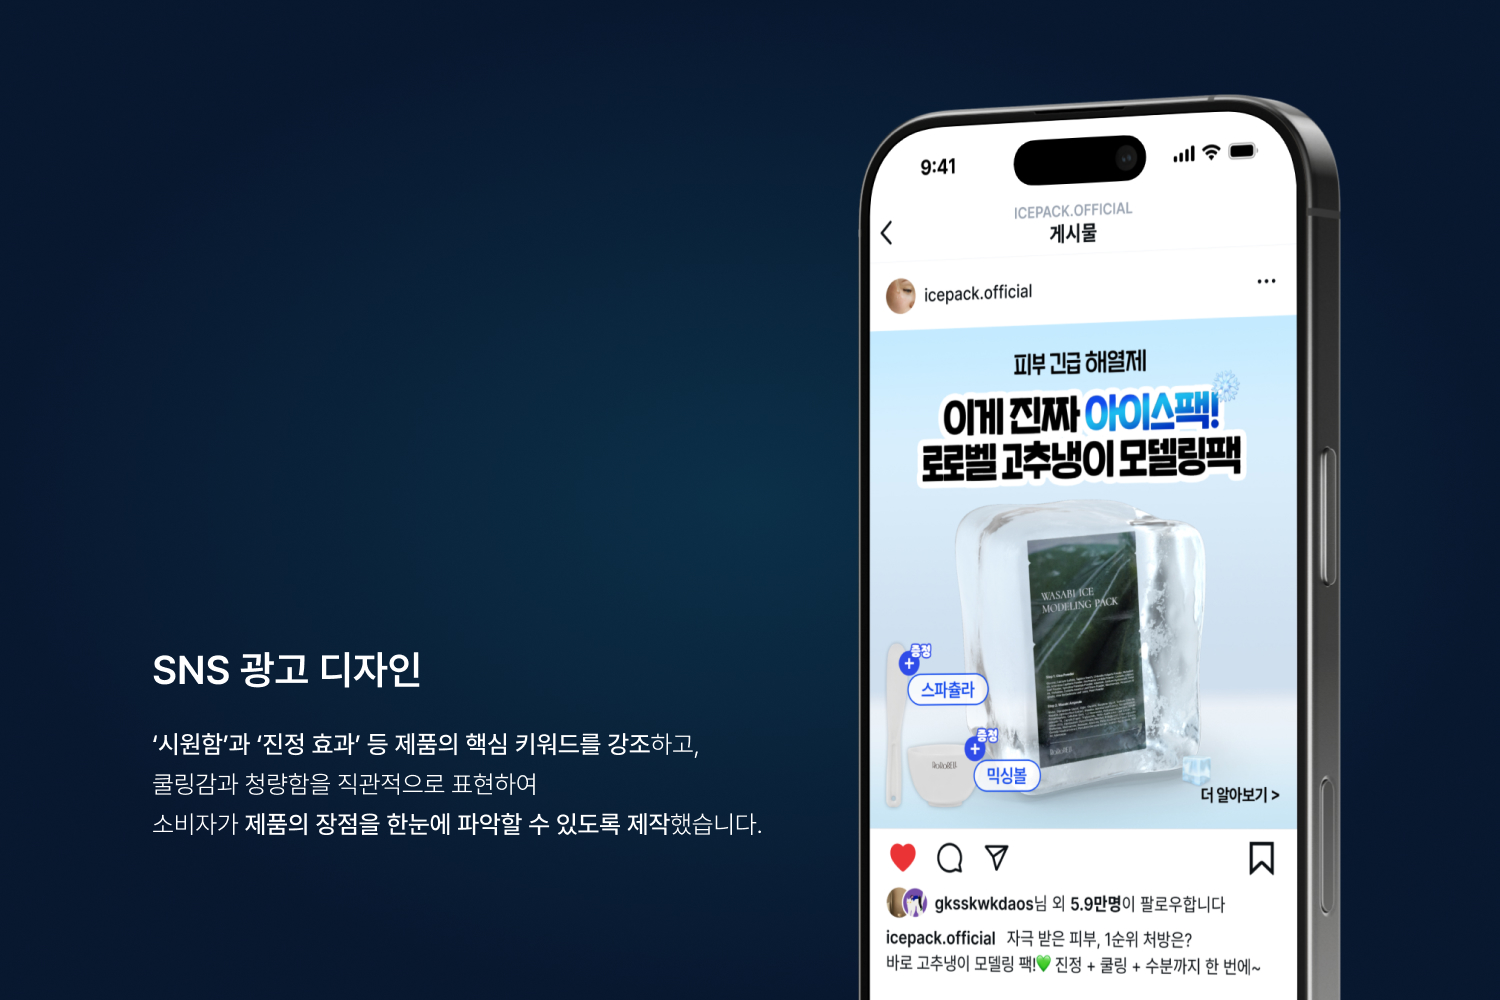 SNS 광고 디자인
‘시원함’과 ‘진정 효과’ 등 제품의 핵심 키워드를 강조하고,
쿨링감과 청량함을 직관적으로 표현하여
소비자가 제품의 장점을 한눈에 파악할 수 있도록 제작했습니다.
9:41
ICEPACK.OFFICIAL
게시물
icepack.official
피부 긴급 해열제
이게 진짜 아이스팩!
로로벨 고추냉이 모델링팩
WASABI ICE
MODELING PACK
증정
+
스파츌라
증정
+
믹싱볼
더 알아보기 >
gksskwkdaos님 외 5.9만명이 팔로우합니다
icepack.official 자극 받은 피부, 1순위 처방은?
바로 고추냉이 모델링 팩!💚 진정 + 쿨링 + 수분까지 한 번에~